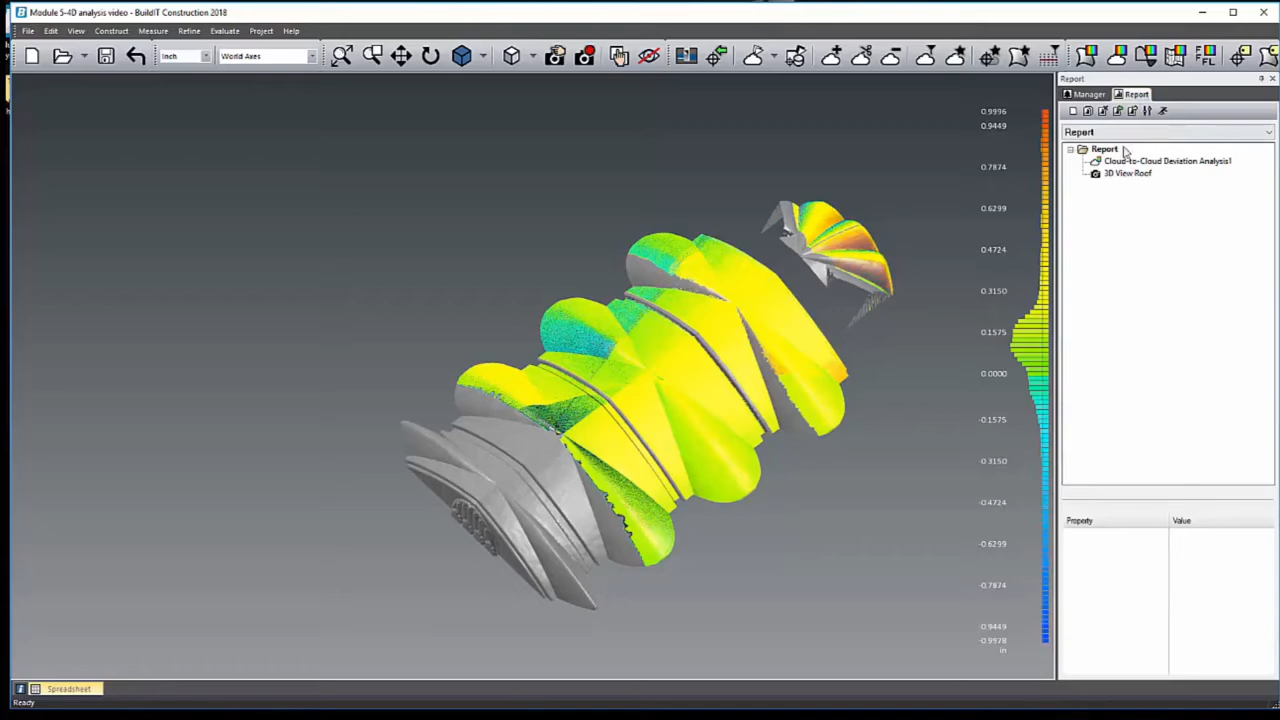 Module 5-4D analysis video - BuildIT Construction 2018
File Edit View Construct Measure Refine Evaluate Project Help
Inch World Axes
FFL
Report
Manager Report
Report
Report
Cloud-to-Cloud Deviation Analysis1
3D View Roof
0.9996
0.9449
0.7874
0.6299
0.4724
0.3150
0.1575
0.0000
-0.1575
-0.3150
-0.4724
-0.6299
-0.7874
-0.9449
-0.9978
in
Property Value
Spreadsheet
Ready